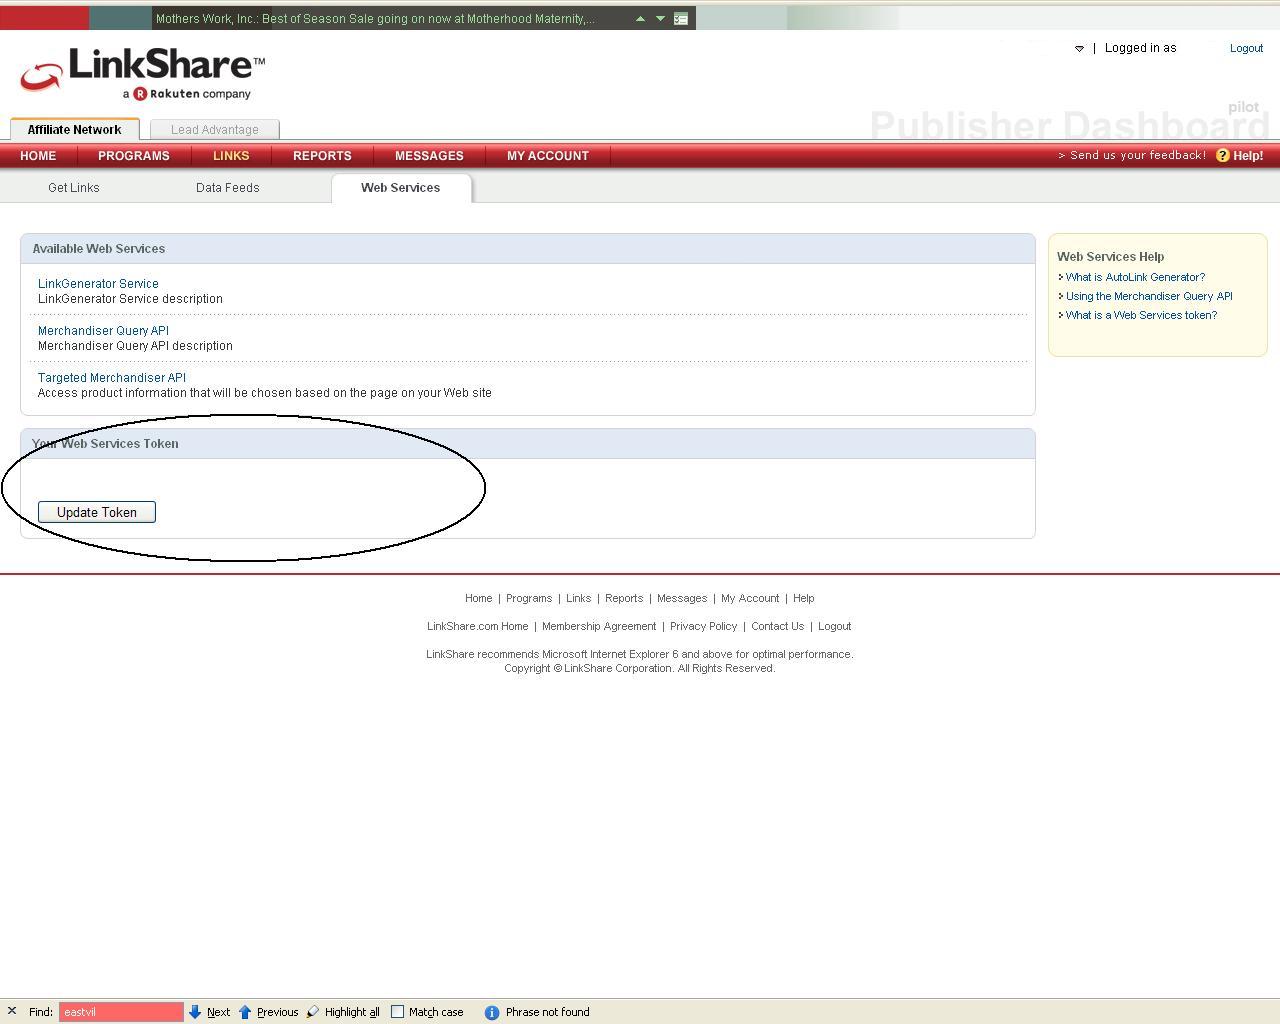 Mothers Work, Inc.: Best of Season Sale going on now at Motherhood Maternity,...
LinkShare™
a R Rakuten company
| Logged in as
Logout
pilot
Publisher Dashboard
Affiliate Network
Lead Advantage
HOME
PROGRAMS
LINKS
REPORTS
MESSAGES
MY ACCOUNT
> Send us your feedback!
? Help!
Get Links
Data Feeds
Web Services
Available Web Services
LinkGenerator Service
LinkGenerator Service description
Merchandiser Query API
Merchandiser Query API description
Targeted Merchandiser API
Access product information that will be chosen based on the page on your Web site
Web Services Help
What is AutoLink Generator?
Using the Merchandiser Query API
What is a Web Services token?
Your Web Services Token
Update Token
Home | Programs | Links | Reports | Messages | My Account | Help
LinkShare.com Home | Membership Agreement | Privacy Policy | Contact Us | Logout
LinkShare recommends Microsoft Internet Explorer 6 and above for optimal performance.
Copyright © LinkShare Corporation. All Rights Reserved.
Find: eastvil Next Previous Highlight all Match case Phrase not found